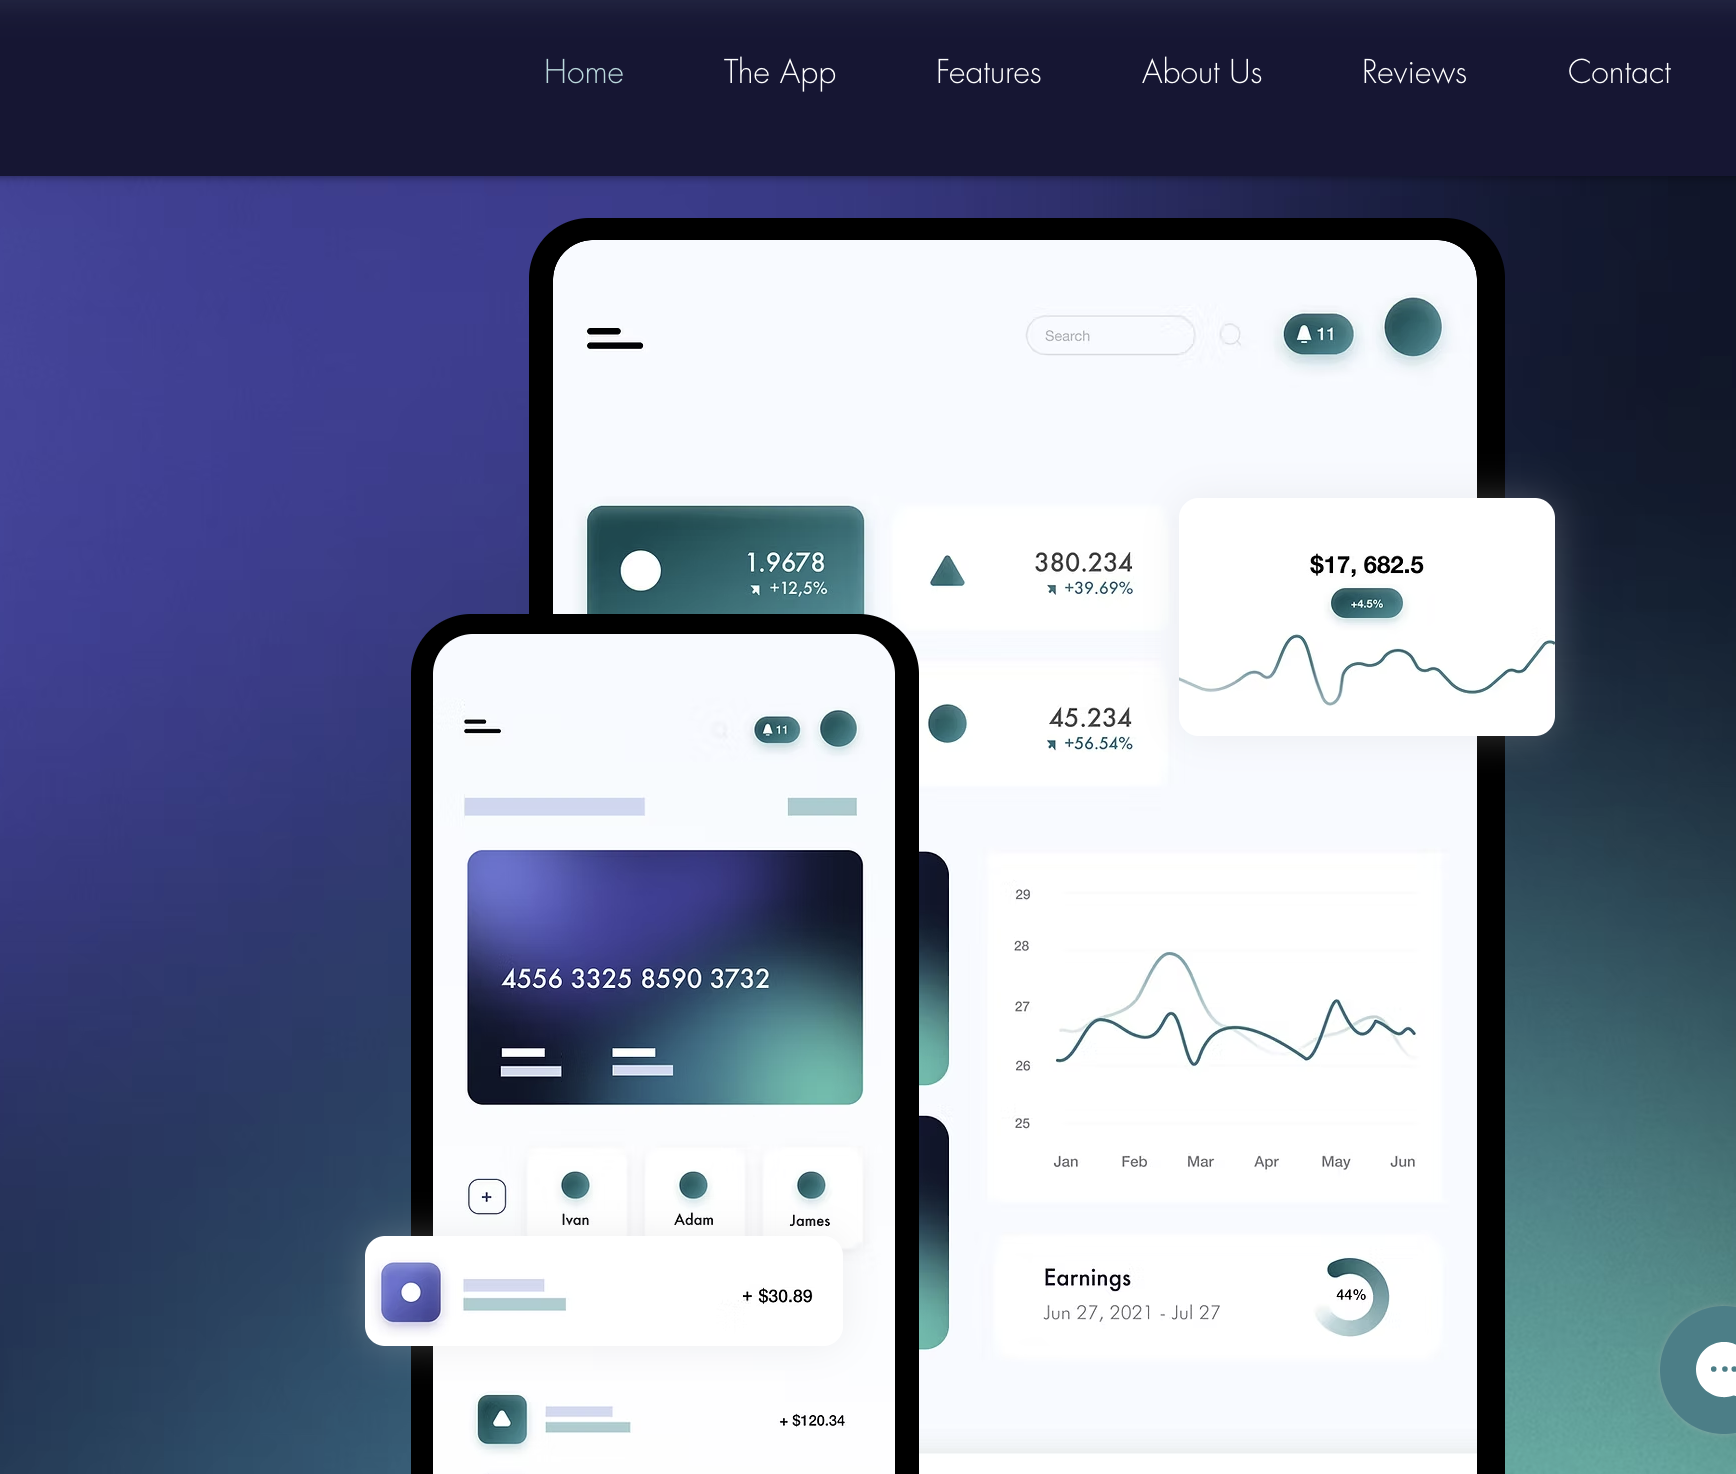 Home The App Features About Us Reviews Contact
Search
11
1.9678
+12,5%
380.234
+39.69%
$17, 682.5
+4.5%
45.234
+56.54%
11
4556 3325 8590 3732
29
28
27
26
25
Jan Feb Mar Apr May Jun
+
Ivan Adam James
Earnings
Jun 27, 2021 - Jul 27
44%
+ $30.89
+ $120.34